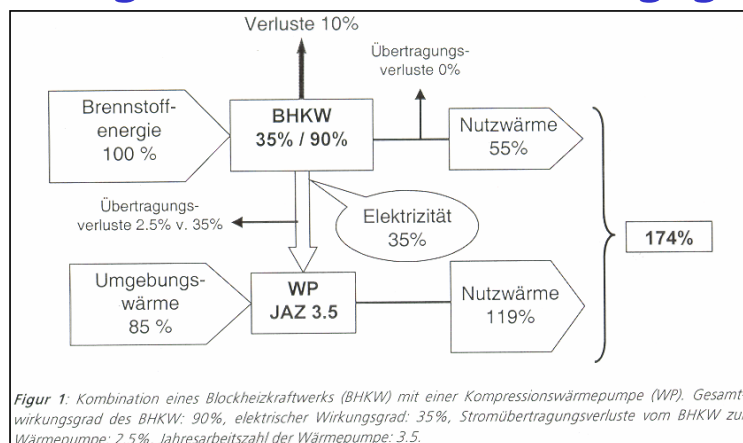 Verluste 10%
Übertragungs-
verluste 0%
Brennstoff-
energie
100 %
BHKW
35% / 90%
Nutzwärme
55%
Übertragungs-
verluste 2.5% v. 35%
Elektrizität
35%
174%
Umgebungs-
wärme
85 %
WP
JAZ 3.5
Nutzwärme
119%
Figur 1: Kombination eines Blockheizkraftwerks (BHKW) mit einer Kompressionswärmepumpe (WP). Gesamt-
wirkungsgrad des BHKW: 90%, elektrischer Wirkungsgrad: 35%, Stromübertragungsverluste vom BHKW zur
Wärmepumpe: 2.5%, Jahresarbeitszahl der Wärmepumpe: 3.5.